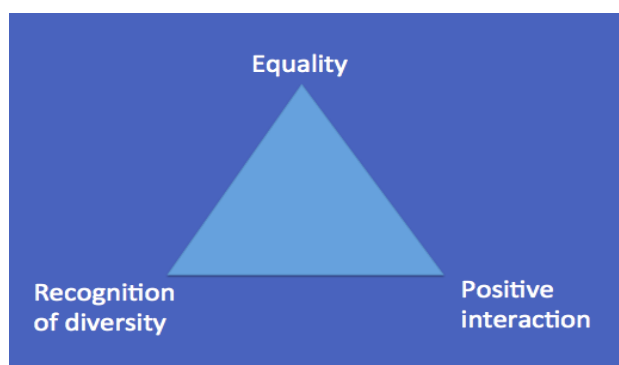 Equality
Recognition
of diversity
Positive
interaction